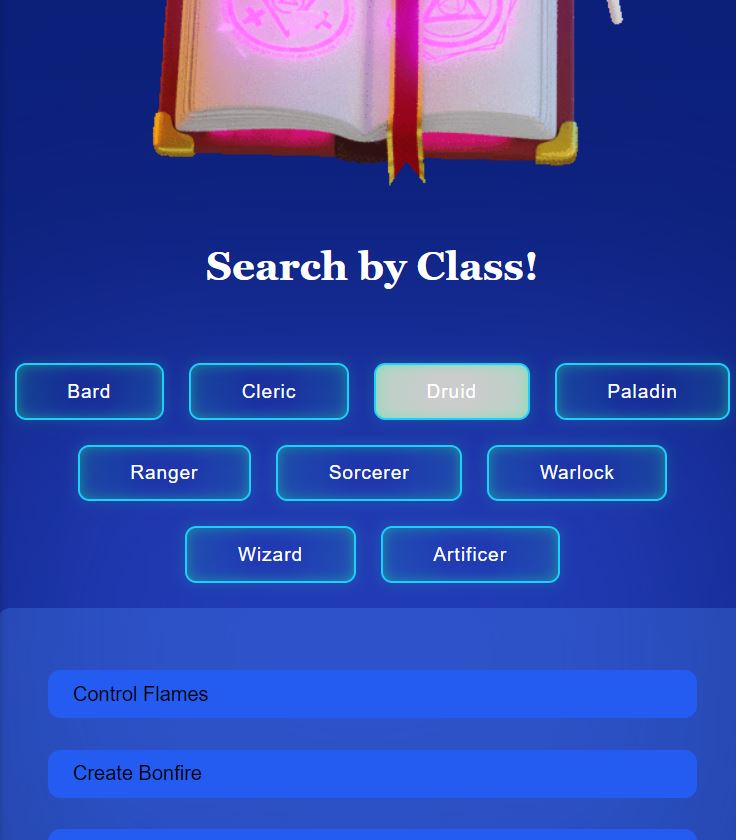 Search by Class!
Bard Cleric Druid Paladin
Ranger Sorcerer Warlock
Wizard Artificer
Control Flames
Create Bonfire